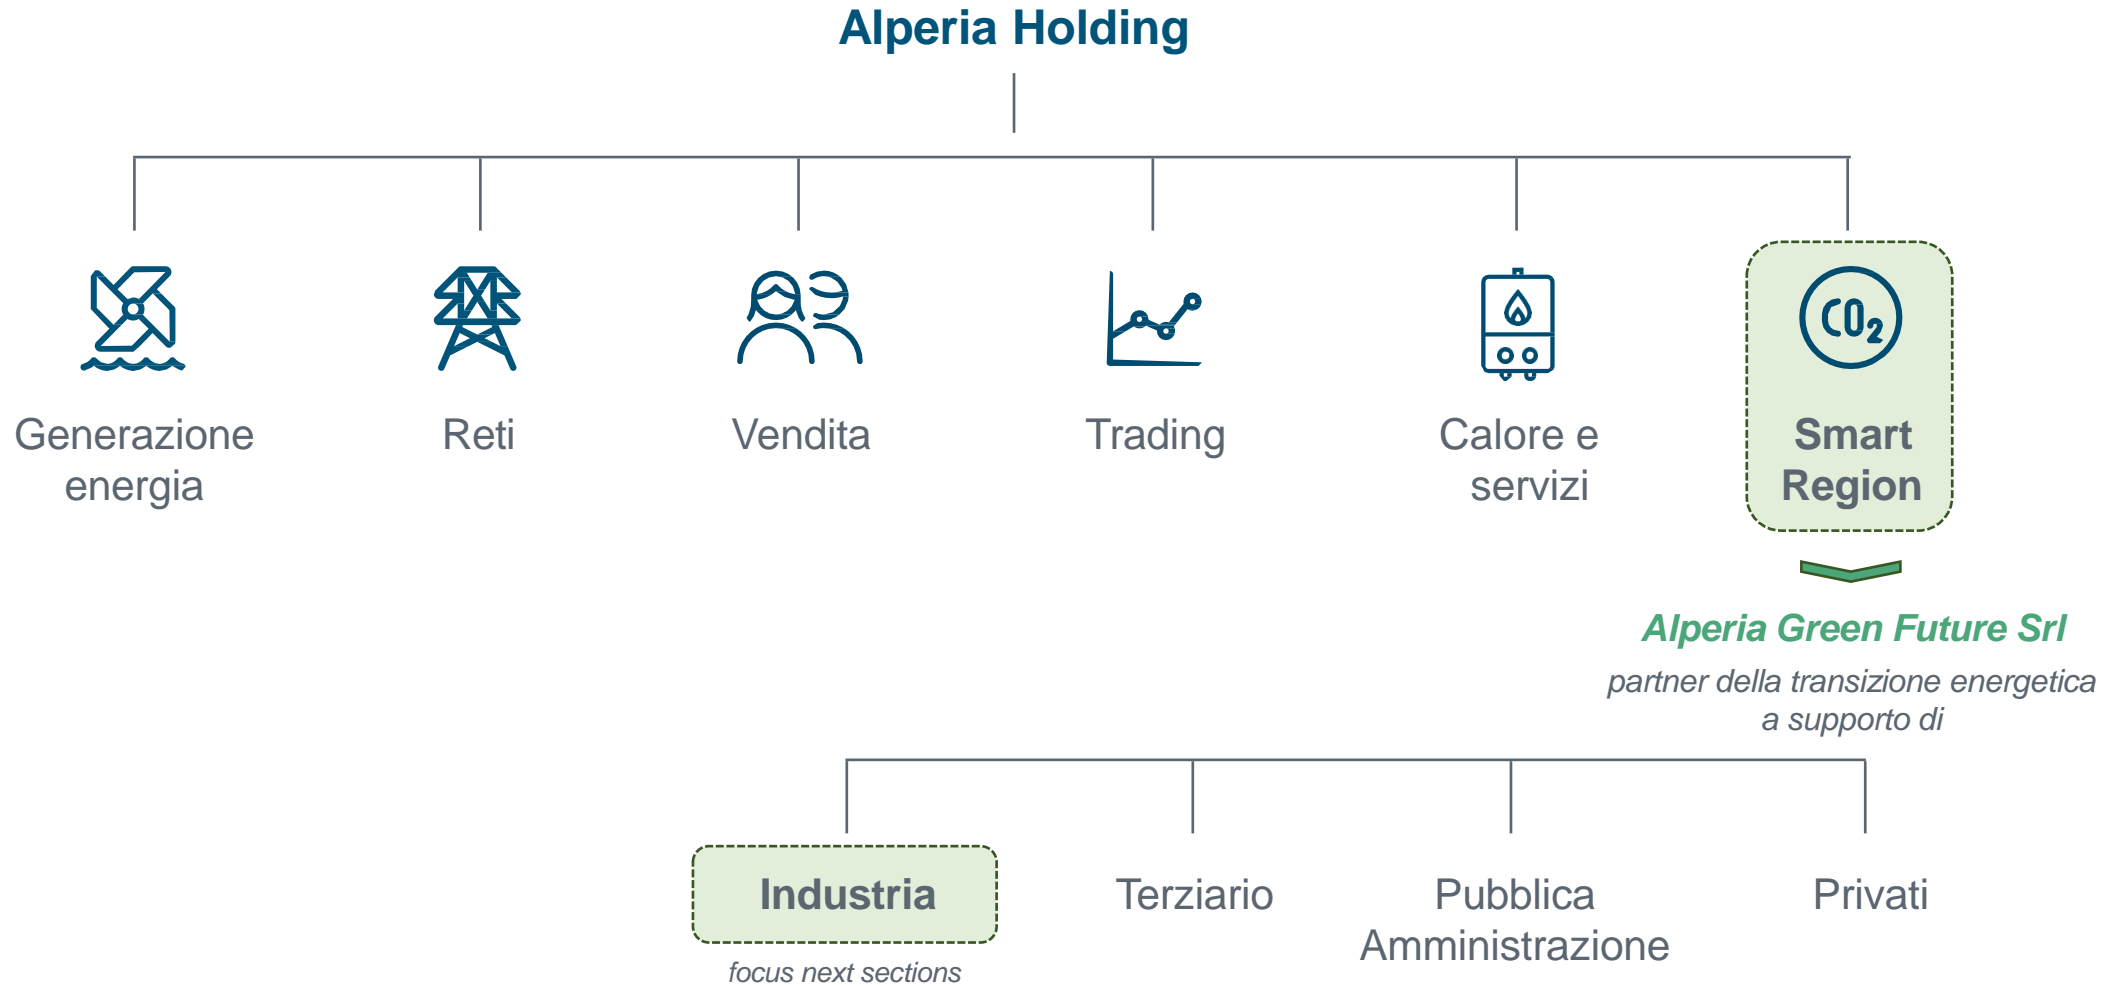 Alperia Holding
CO2
Generazione
energia
Reti
Vendita
Trading
Calore e
servizi
Smart
Region
Alperia Green Future Srl
partner della transizione energetica
a supporto di
Industria
focus next sections
Terziario
Pubblica
Amministrazione
Privati